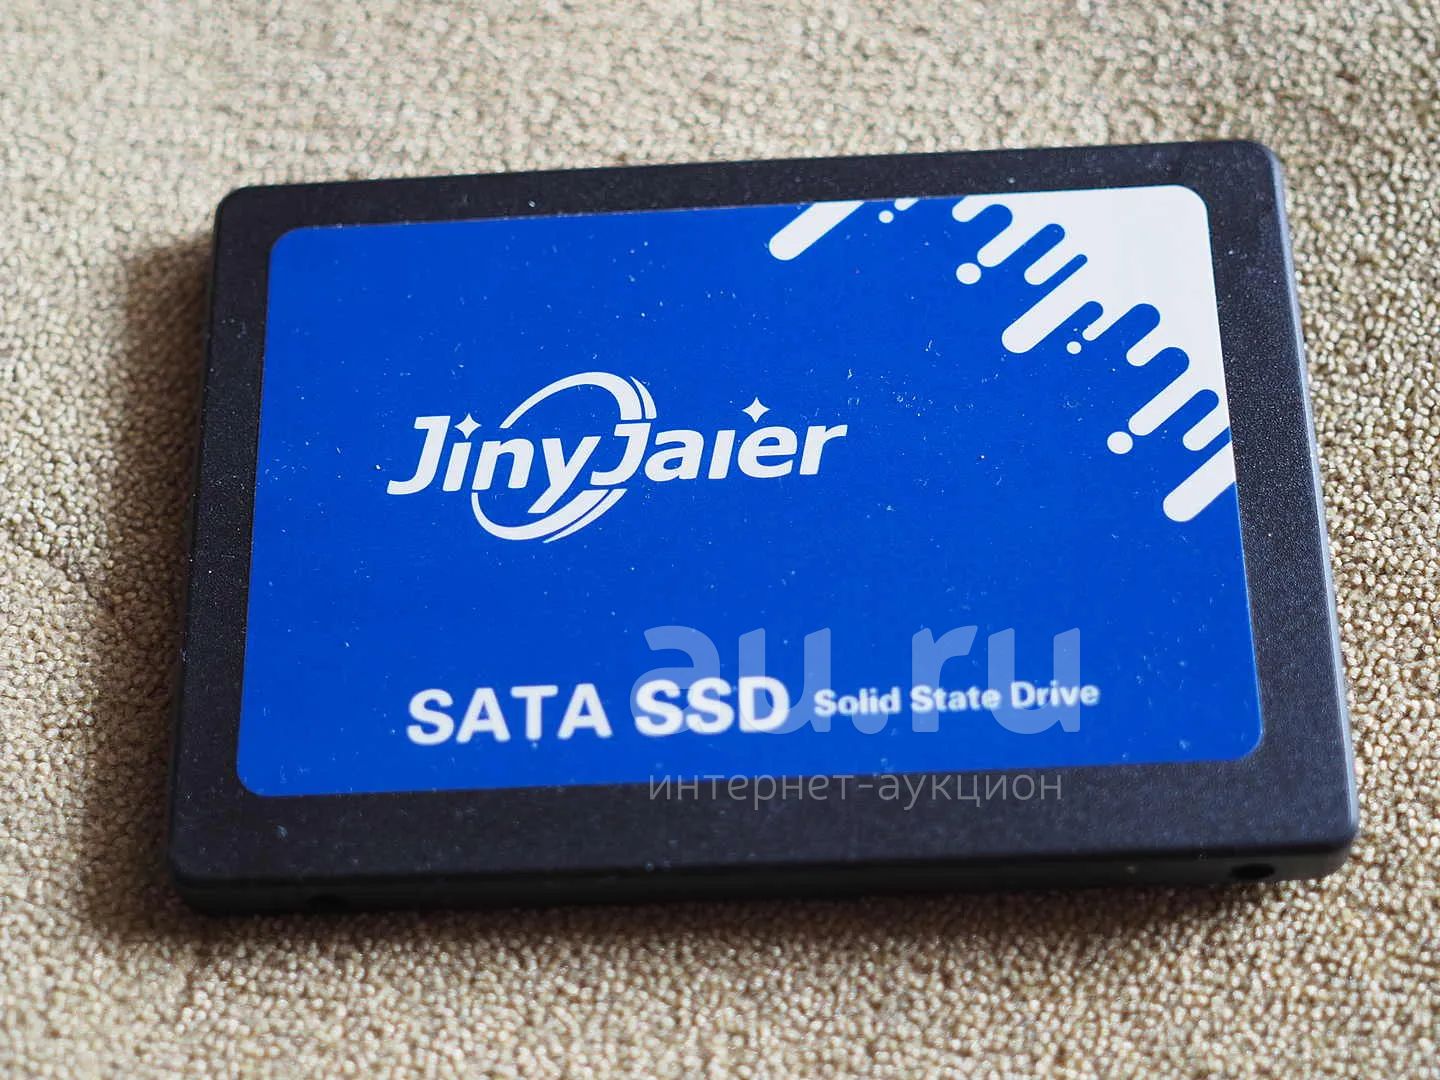 JinyJaier
SATA SSD Solid State Drive
au.ru
интернет-аукцион